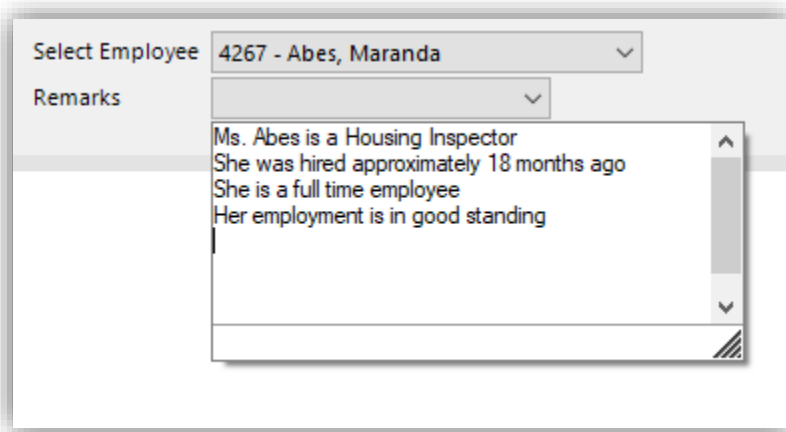 Select Employee 4267 - Abes, Maranda
Remarks
Ms. Abes is a Housing Inspector
She was hired approximately 18 months ago
She is a full time employee
Her employment is in good standing